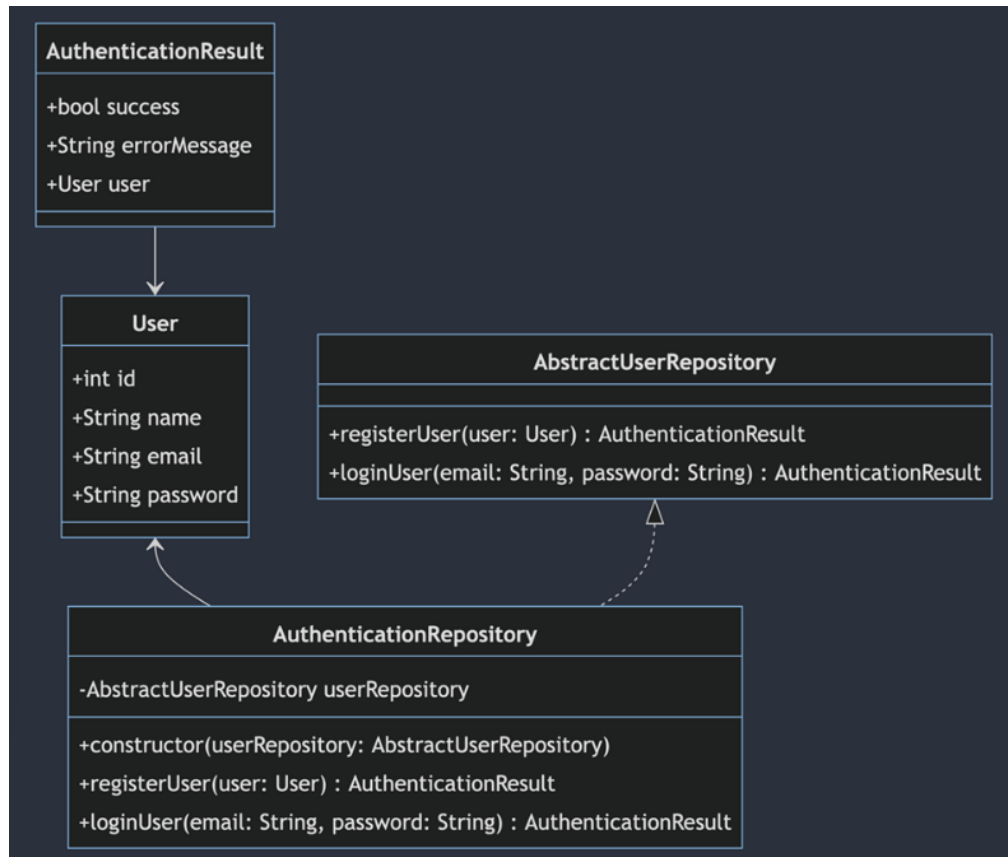 AuthenticationResult
+bool success
+String errorMessage
+User user
User
+int id
+String name
+String email
+String password
AbstractUserRepository
+registerUser(user: User) : AuthenticationResult
+loginUser(email: String, password: String) : AuthenticationResult
AuthenticationRepository
-AbstractUserRepository userRepository
+constructor(userRepository: AbstractUserRepository)
+registerUser(user: User) : AuthenticationResult
+loginUser(email: String, password: String) : AuthenticationResult